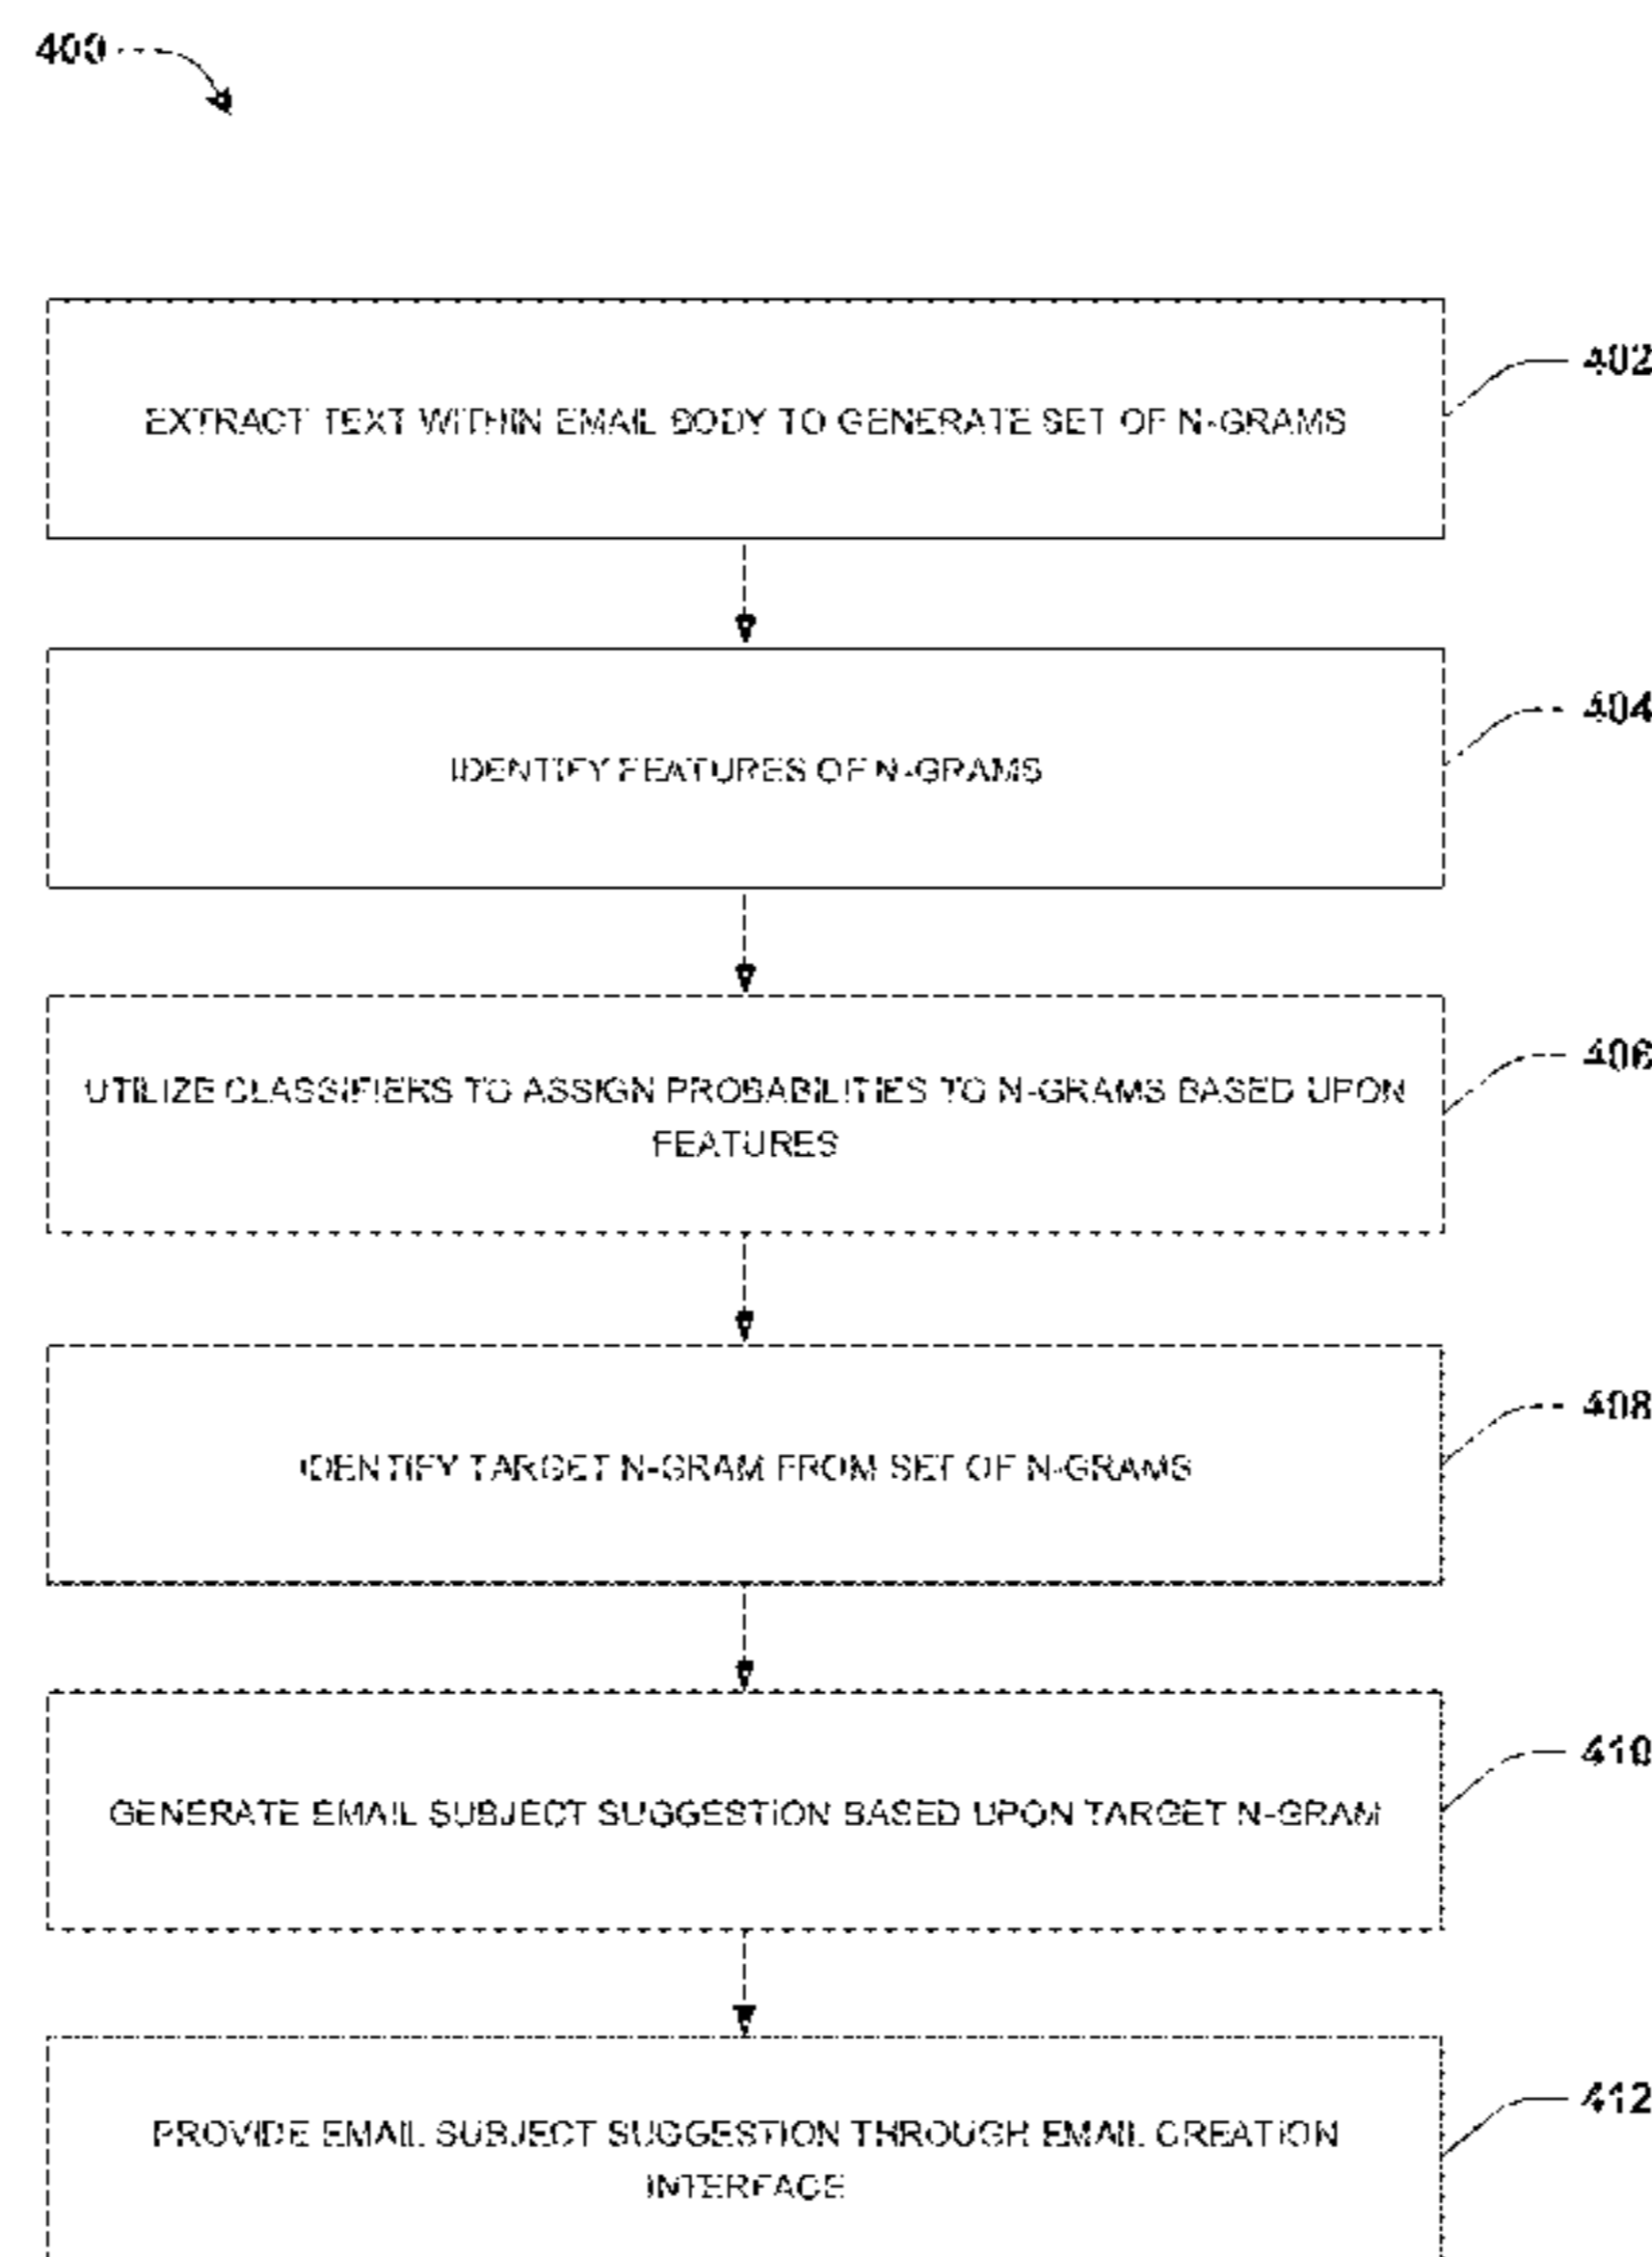 400
EXTRACT TEXT WITHIN EMAIL BODY TO GENERATE SET OF N-GRAMS
402
IDENTIFY FEATURES OF N-GRAMS
404
UTILIZE CLASSIFIERS TO ASSIGN PROBABILITIES TO N-GRAMS BASED UPON
FEATURES
406
IDENTIFY TARGET N-GRAM FROM SET OF N-GRAMS
408
GENERATE EMAIL SUBJECT SUGGESTION BASED UPON TARGET N-GRAM
410
PROVIDE EMAIL SUBJECT SUGGESTION THROUGH EMAIL CREATION
INTERFACE
412